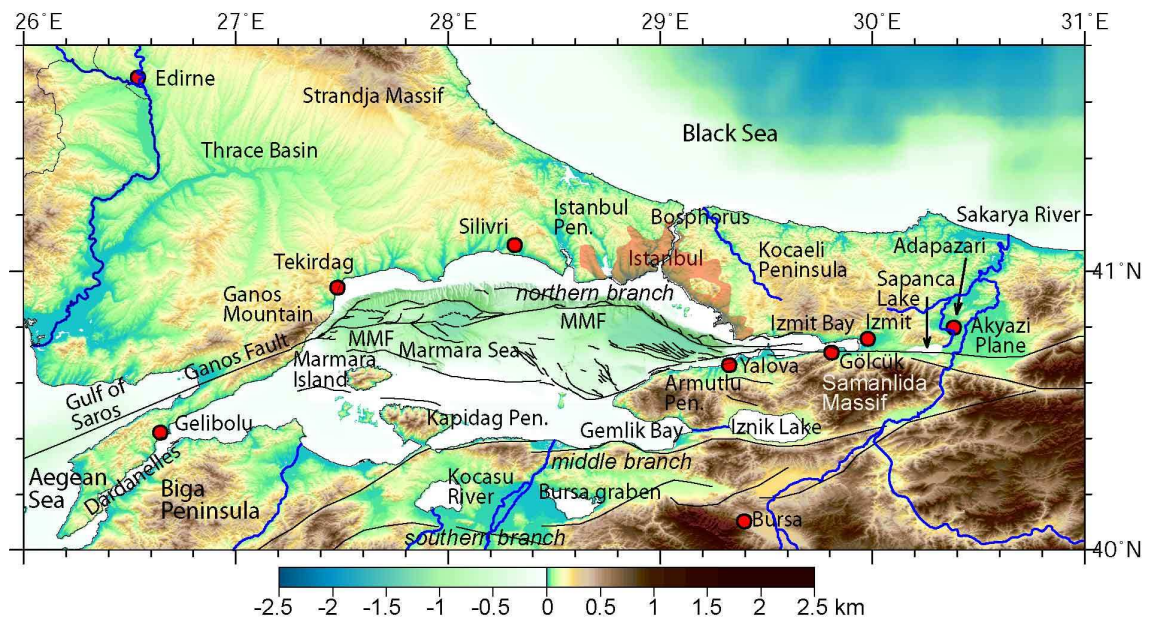 26°E 27°E 28°E 29°E 30°E 31°E
Edirne
Strandja Massif
Black Sea
Thrace Basin
Istanbul
Pen.
Bosphorus
Sakarya River
Silivri
Adapazari
Istanbul
Kocaeli
Peninsula
Tekirdag
Sapanca
Lake
41°N
Ganos
Mountain
northern branch
MMF
Izmit Bay
Izmit
Akyazi
Plane
MMF
Marmara Sea
Ganos Fault
Marmara
Island
Yalova
Gölcük
Gulf of
Saros
Armutlu
Pen.
Samanlida
Massif
Gelibolu
Kapidag Pen.
Gemlik Bay
Iznik Lake
middle branch
Aegean
Sea
Dardanelles
Biga
Peninsula
Kocasu
River
Bursa graben
Bursa
southern branch
40°N
-2.5 -2 -1.5 -1 -0.5 0 0.5 1 1.5 2 2.5 km